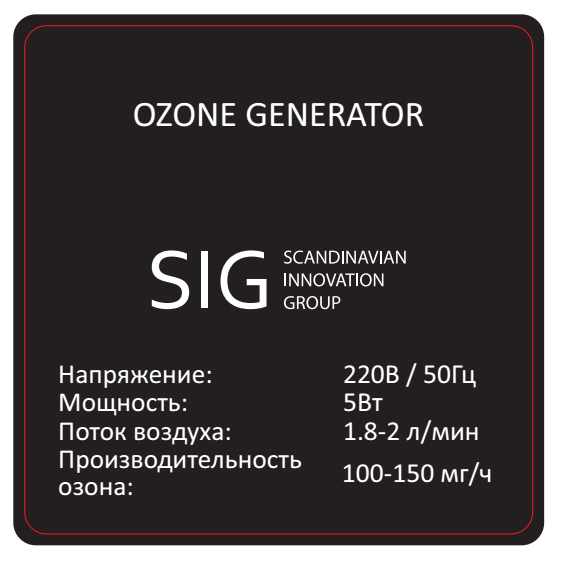 OZONE GENERATOR
SIG
SCANDINAVIAN
INNOVATION
GROUP
Напряжение: 220В / 50Гц
Мощность: 5Вт
Поток воздуха: 1.8-2 л/мин
Производительность
озона: 100-150 мг/ч